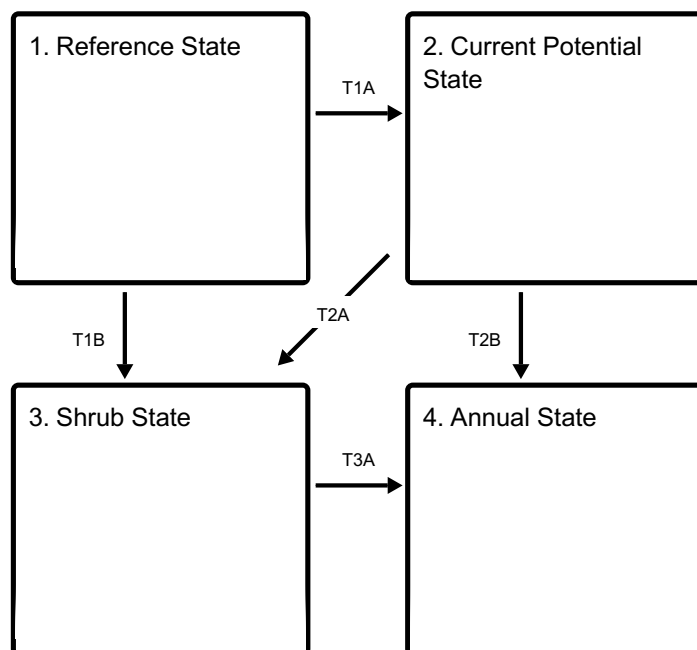 1. Reference State
2. Current Potential
State
T1A
T1B
T2A
T2B
3. Shrub State
4. Annual State
T3A